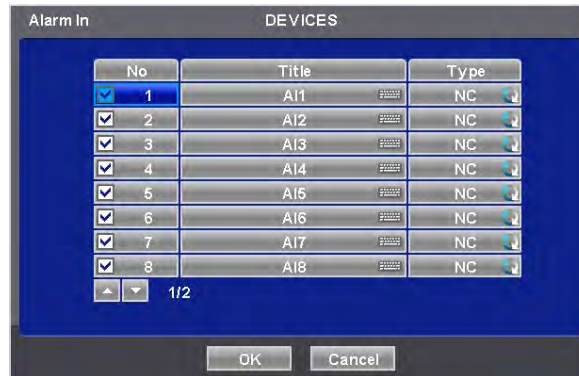 Alarm In DEVICES
No Title Type
1 AI1 NC
2 AI2 NC
3 AI3 NC
4 AI4 NC
5 AI5 NC
6 AI6 NC
7 AI7 NC
8 AI8 NC
1/2
OK Cancel